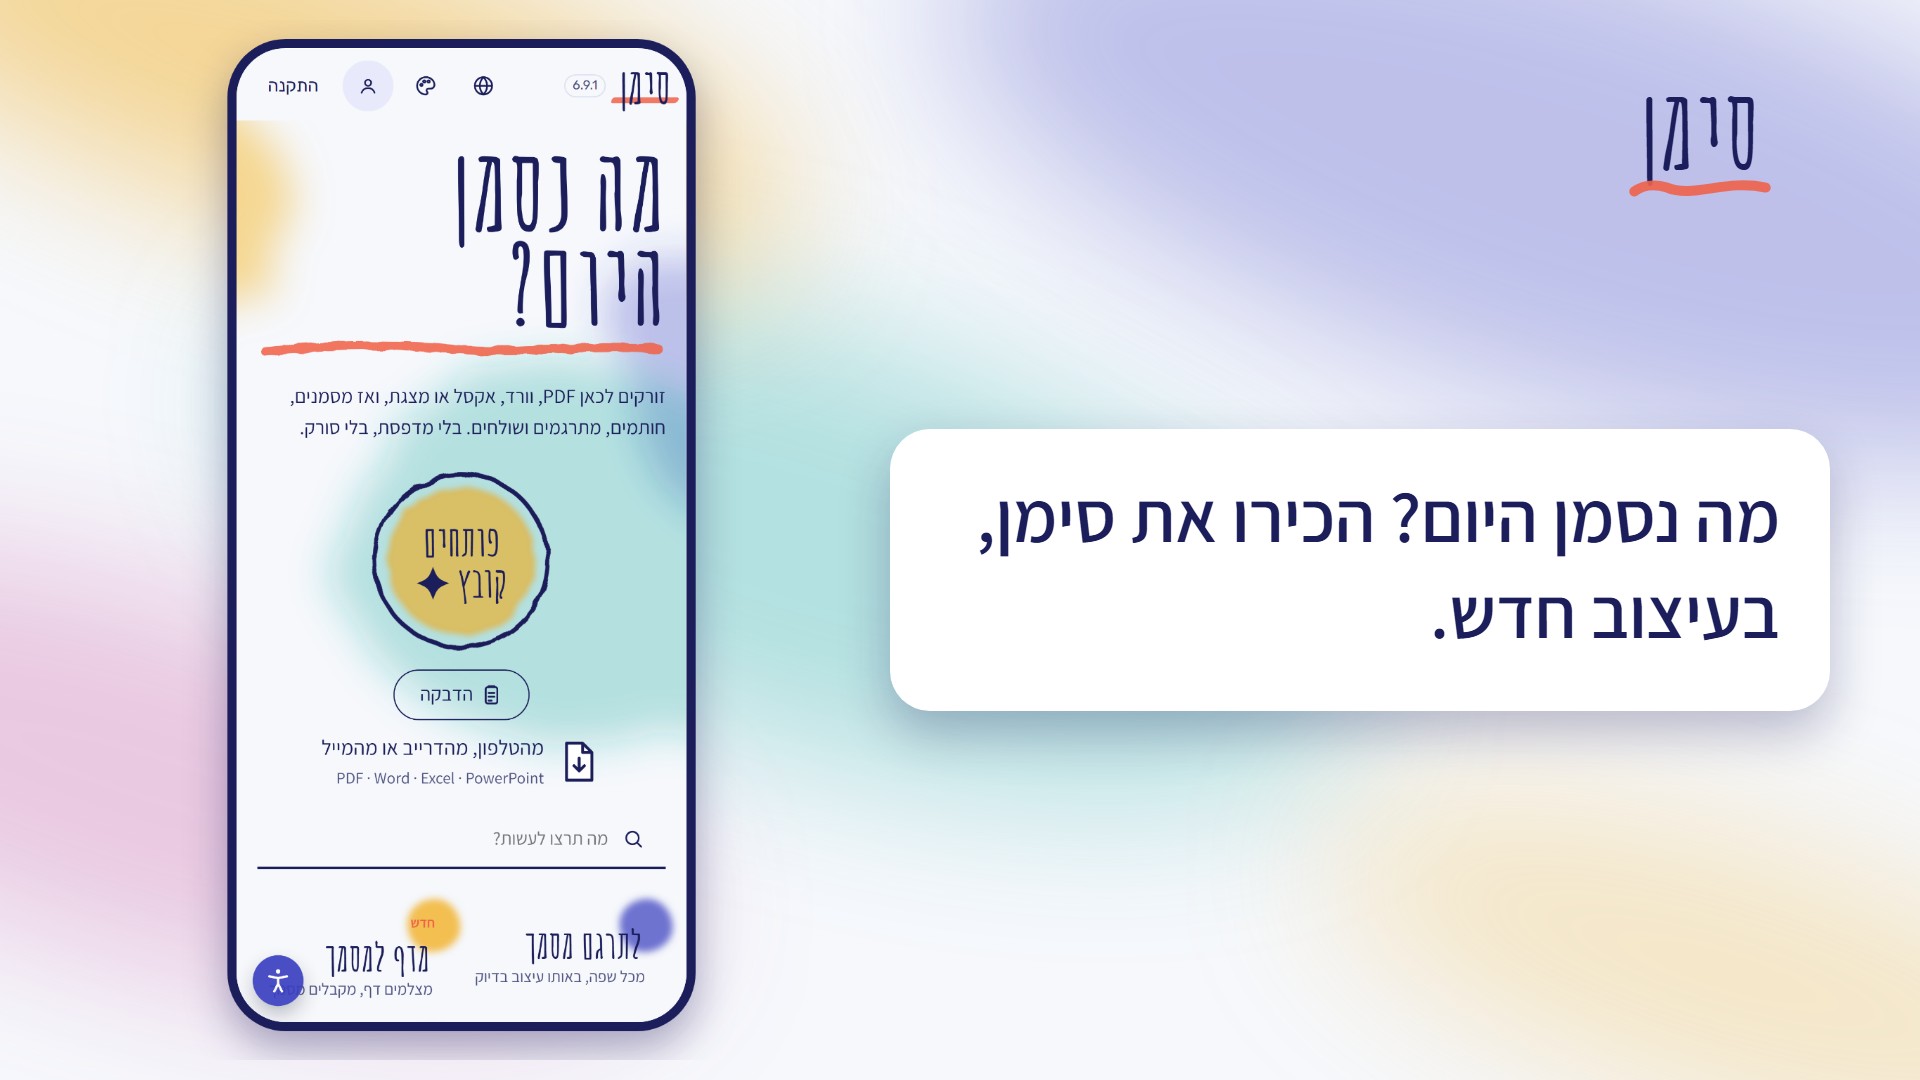 סימן
6.9.1
התקנה
מה נסמן
היום?
זורקים לכאן PDF, וורד, אקסל או מצגת, ואז מסמנים,
חותמים, מתרגמים ושולחים. בלי מדפסת, בלי סורק.
פותחים
קובץ
הדבקה
מהטלפון, מהדרייב או מהמייל
PDF · Word · Excel · PowerPoint
מה תרצו לעשות?
לתרגם מסמך
מכל שפה, באותו עיצוב בדיוק
חדש
מדף למסמך
מצלמים דף, מקבלים
סימן
מה נסמן היום? הכירו את סימן,
בעיצוב חדש.